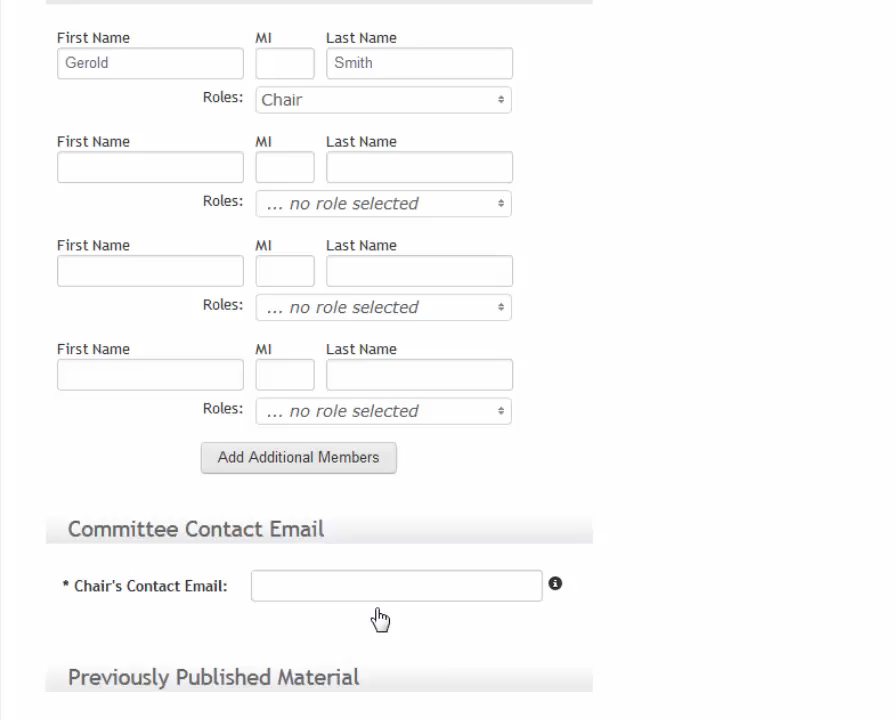 First Name MI Last Name
Gerold Smith
Roles: Chair
First Name MI Last Name
Roles: ... no role selected
First Name MI Last Name
Roles: ... no role selected
First Name MI Last Name
Roles: ... no role selected
Add Additional Members
Committee Contact Email
* Chair's Contact Email:
Previously Published Material